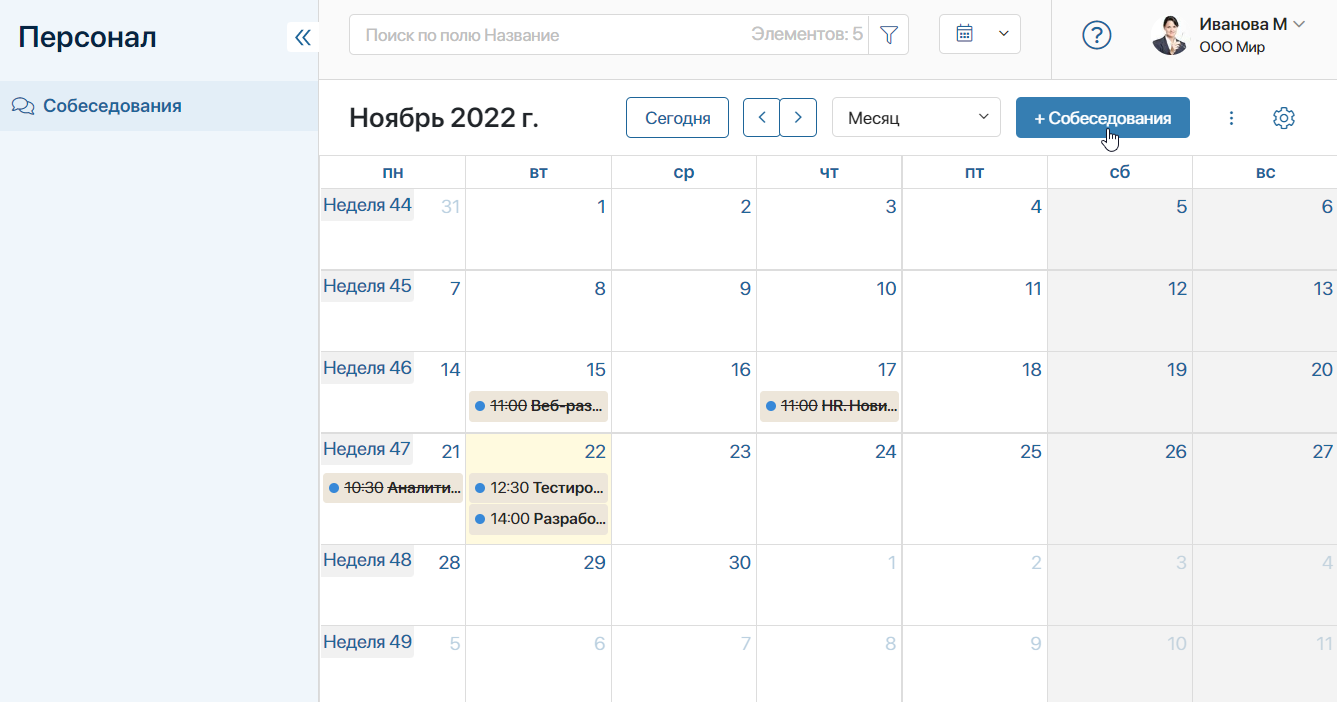 Персонал
Собеседования
Поиск по полю Название Элементов: 5
? Иванова М
ООО Мир
Ноябрь 2022 г. Сегодня Месяц + Собеседования
пн вт ср чт пт сб вс
Неделя 44 31 1 2 3 4 5 6
Неделя 45 7 8 9 10 11 12 13
Неделя 46 14 15 16 17 18 19 20
11:00 Веб-раз... 11:00 HR. Нови...
Неделя 47 21 22 23 24 25 26 27
10:30 Аналити... 12:30 Тестиро...
14:00 Разрабо...
Неделя 48 28 29 30 1 2 3 4
Неделя 49 5 6 7 8 9 10 11